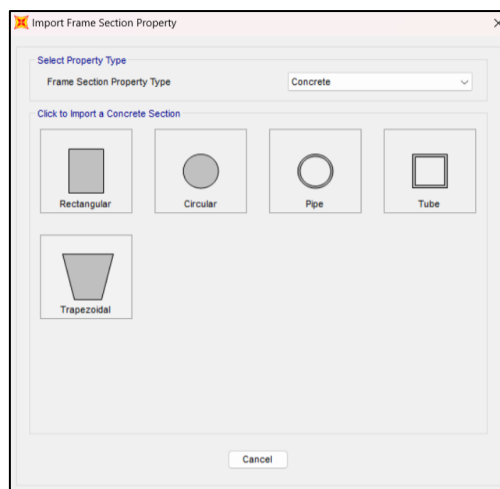 Import Frame Section Property
Select Property Type
Frame Section Property Type Concrete
Click to Import a Concrete Section
Rectangular Circular Pipe Tube
Trapezoidal
Cancel